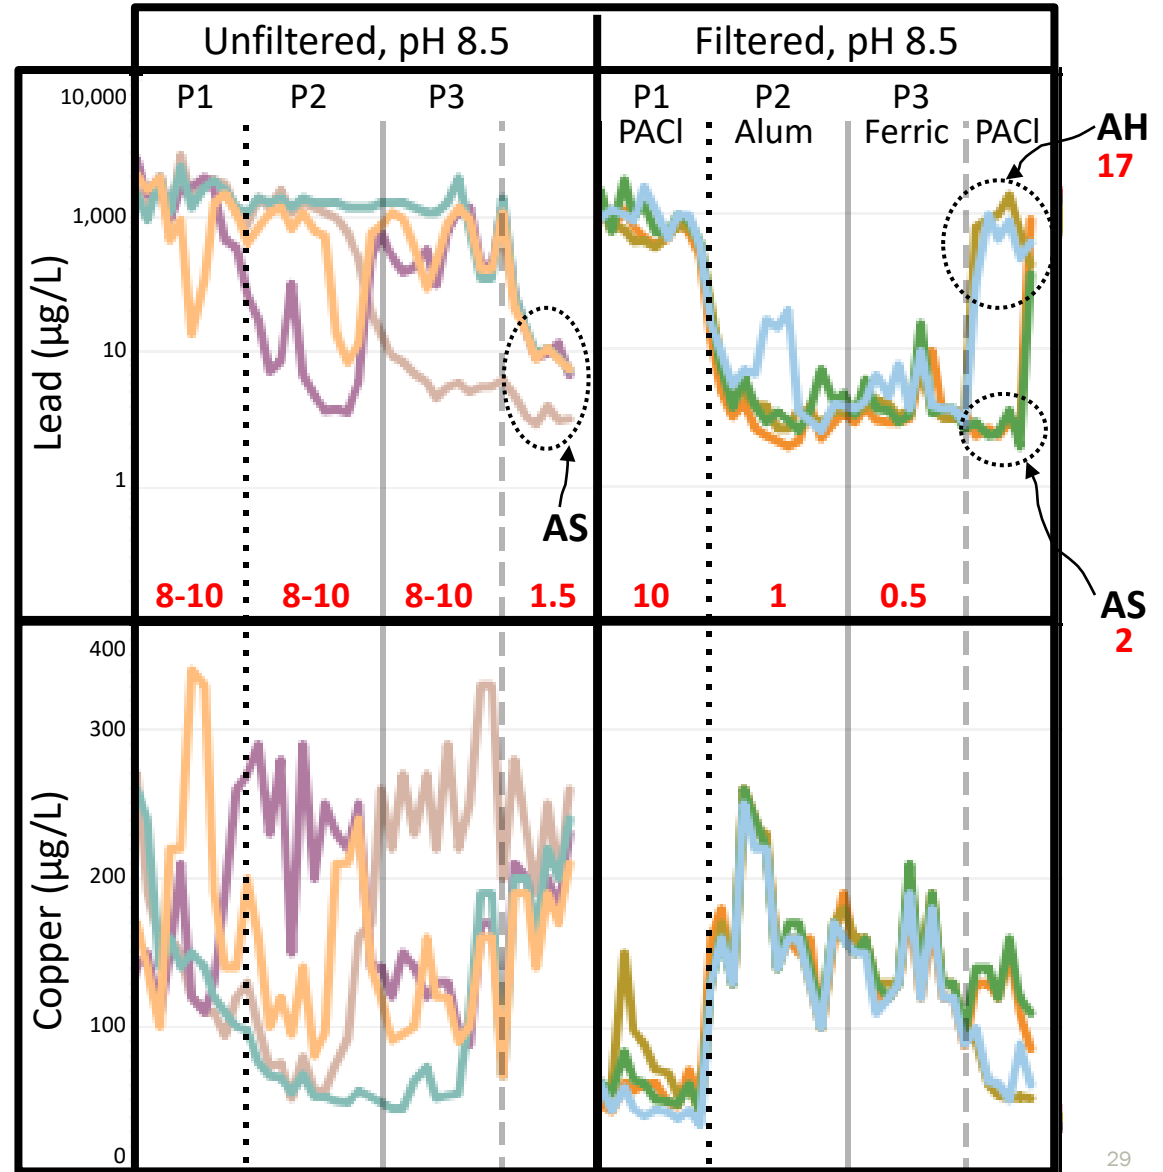 Unfiltered, pH 8.5
Filtered, pH 8.5
Lead (µg/L)
10,000
1,000
10
1
P1
P2
P3
P1
PACl
P2
Alum
P3
Ferric
PACl
AH
17
AS
8-10
8-10
8-10
1.5
10
1
0.5
AS
2
Copper (µg/L)
400
300
200
100
0
29